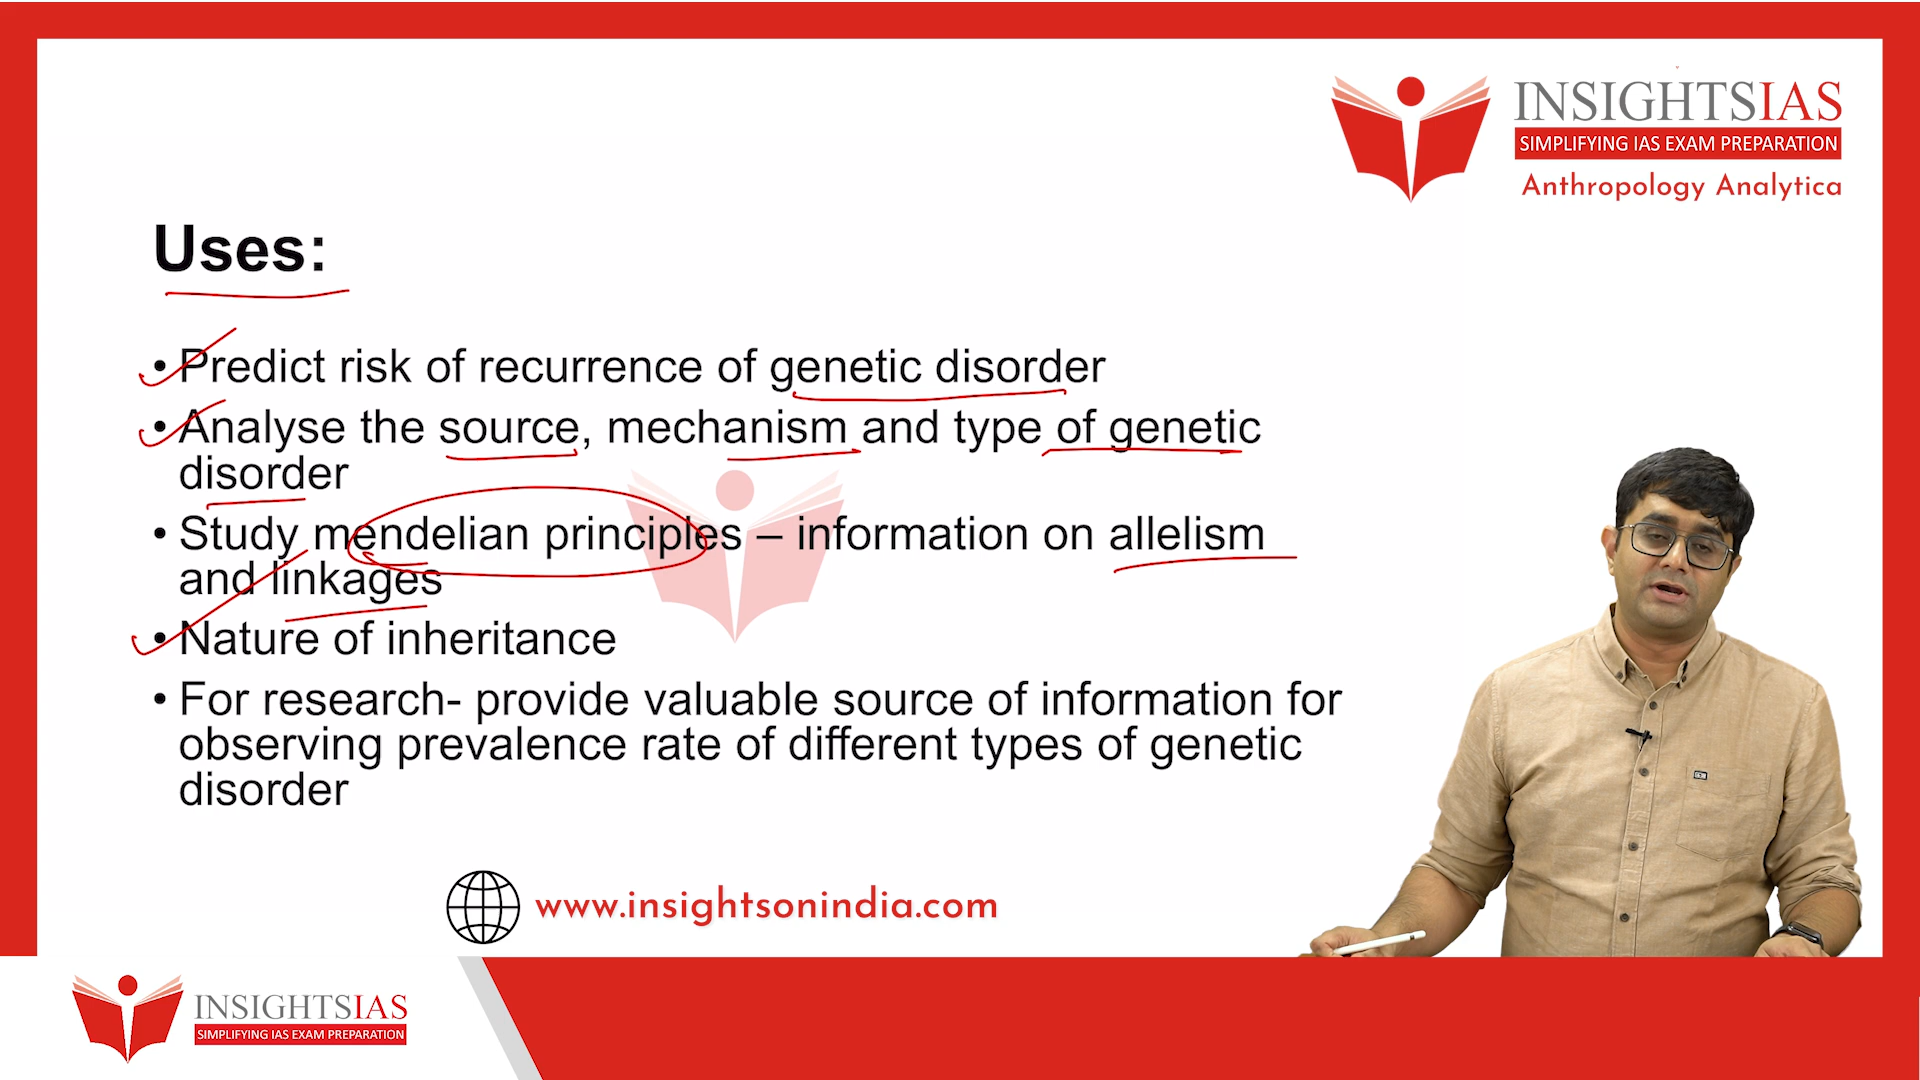 INSIGHTSIAS
SIMPLIFYING IAS EXAM PREPARATION
Anthropology Analytica
Uses:
• Predict risk of recurrence of genetic disorder
• Analyse the source, mechanism and type of genetic
disorder
• Study mendelian principles – information on allelism
and linkages
• Nature of inheritance
• For research- provide valuable source of information for
observing prevalence rate of different types of genetic
disorder
www.insightsonindia.com
INSIGHTSIAS
SIMPLIFYING IAS EXAM PREPARATION